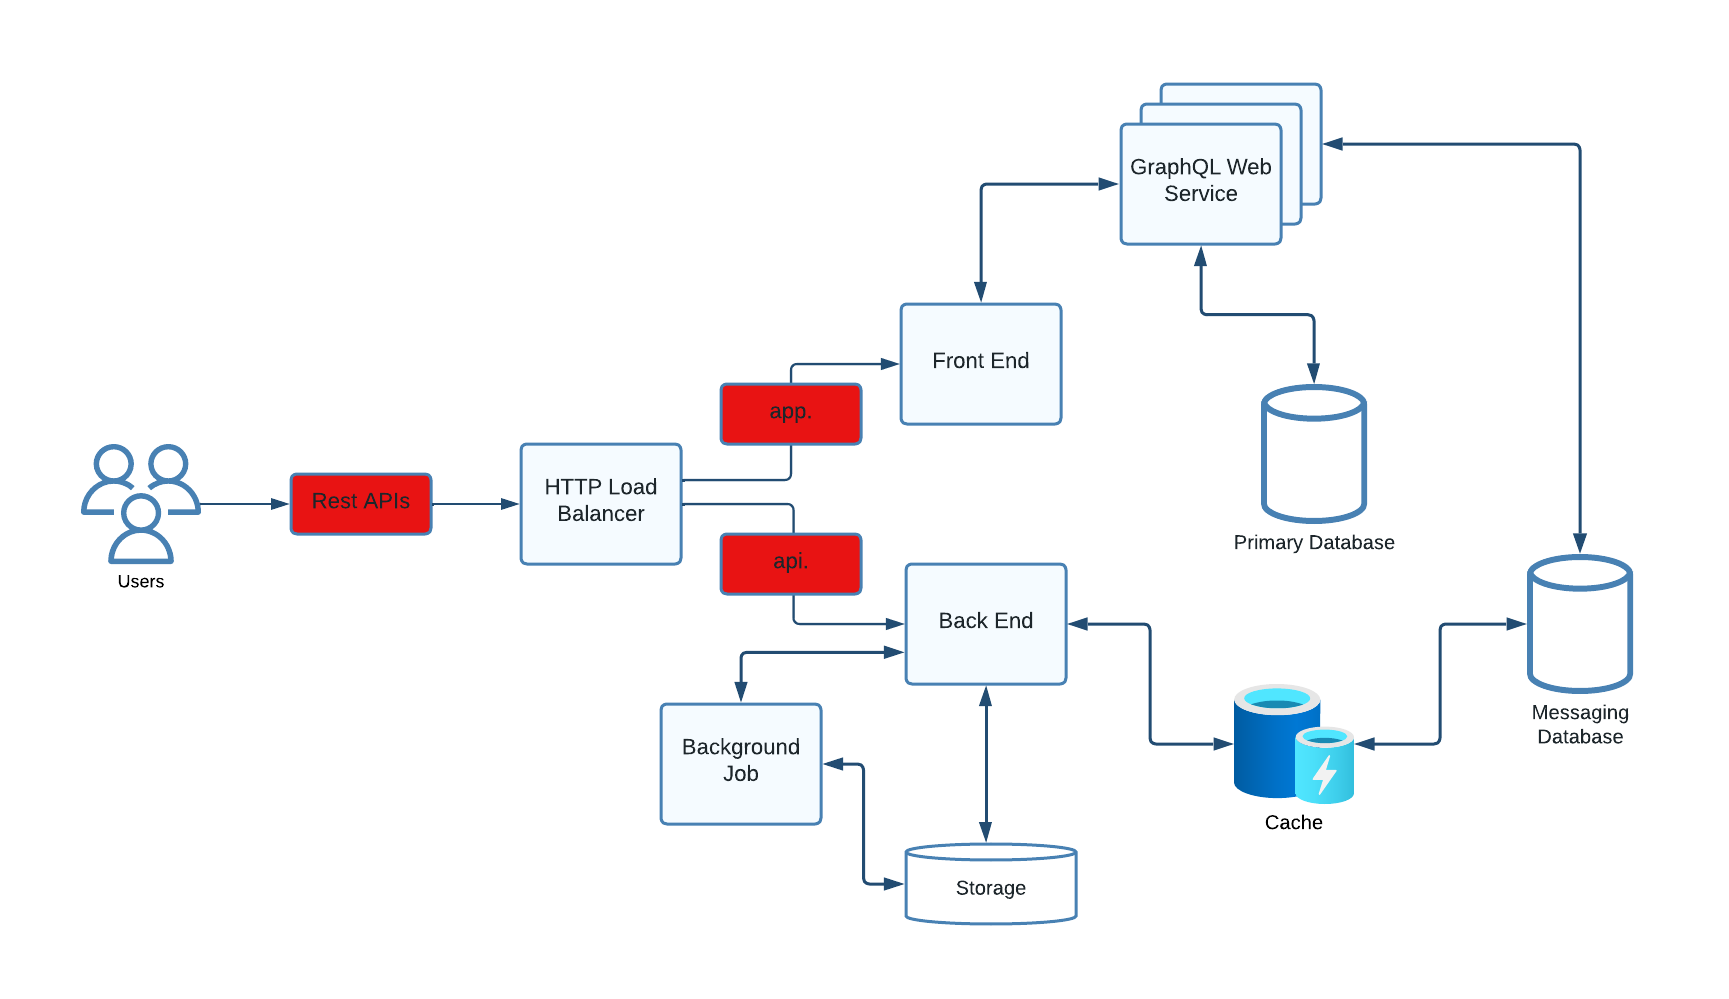 GraphQL Web
Service
Front End
app.
Users
Rest APIs
HTTP Load
Balancer
api.
Primary Database
Back End
Background
Job
Messaging
Database
Cache
Storage